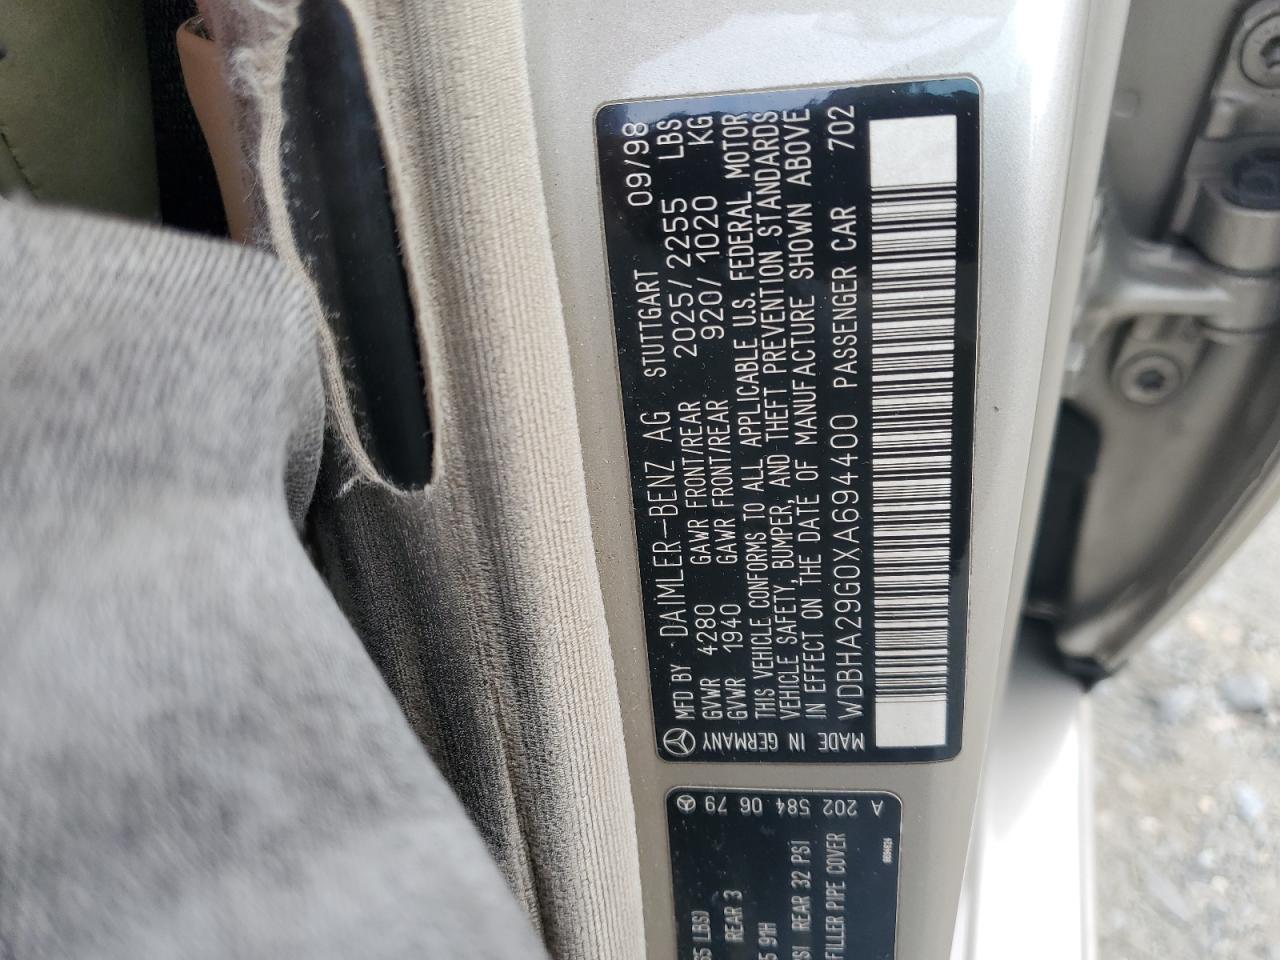 MFD BY DAIMLER-BENZ AG STUTTGART 09/98
GVWR 4280 GAWR FRONT/REAR 2025/2255 LBS
GVWR 1940 GAWR FRONT/REAR 920/1020 KG
THIS VEHICLE CONFORMS TO ALL APPLICABLE U.S. FEDERAL MOTOR
VEHICLE SAFETY, BUMPER, AND THEFT PREVENTION STANDARDS
IN EFFECT ON THE DATE OF MANUFACTURE SHOWN ABOVE
WDBHA29G0XA694400 PASSENGER CAR 702
MADE IN GERMANY
A 202 584 06 79
LBS)
REAR 3
91H
REAR 32 PSI
FILLER PIPE COVER